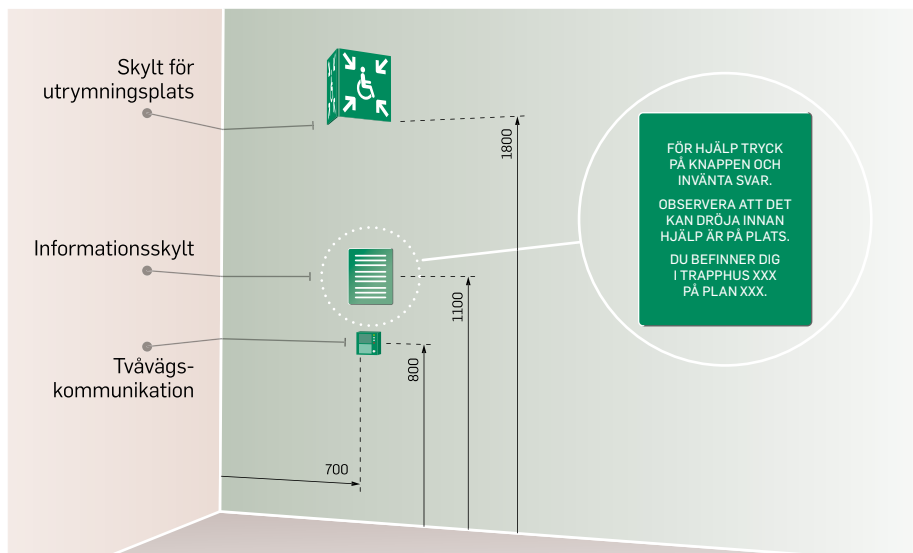 Skylt för
utrymningsplats
1800
FÖR HJÄLP TRYCK
PÅ KNAPPEN OCH
INVÄNTA SVAR.
OBSERVERA ATT DET
KAN DRÖJA INNAN
HJÄLP ÄR PÅ PLATS.
DU BEFINNER DIG
I TRAPPHUS XXX
PÅ PLAN XXX.
Informationsskylt
1100
Tvåvägs-
kommunikation
800
700